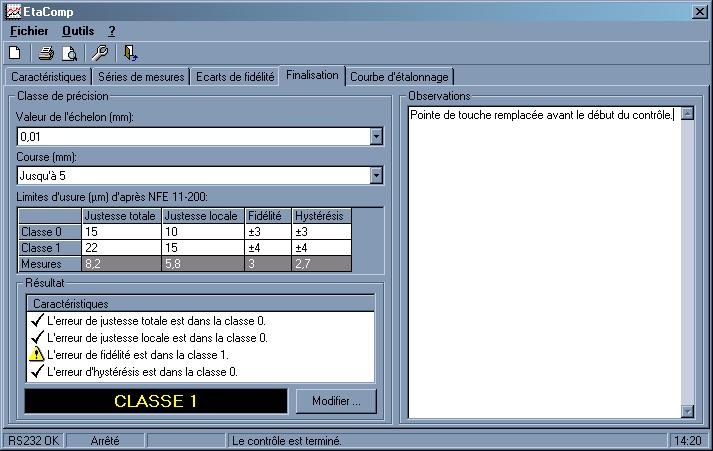 EtaComp
Fichier Outils ?
Caractéristiques Séries de mesures Ecarts de fidélité Finalisation Courbe d'étalonnage
Classe de précision
Valeur de l'échelon (mm):
0,01
Course (mm):
Jusqu'à 5
Limites d'usure (µm) d'après NFE 11-200:
Justesse totale Justesse locale Fidélité Hystérésis
Classe 0 15 10 ±3 ±3
Classe 1 22 15 ±4 ±4
Mesures 8,2 5,8 3 2,7
Résultat
Caractéristiques
L'erreur de justesse totale est dans la classe 0.
L'erreur de justesse locale est dans la classe 0.
L'erreur de fidélité est dans la classe 1.
L'erreur d'hystérésis est dans la classe 0.
CLASSE 1 Modifier ...
Observations
Pointe de touche remplacée avant le début du contrôle.
RS232 OK Arrêté Le contrôle est terminé. 14:20